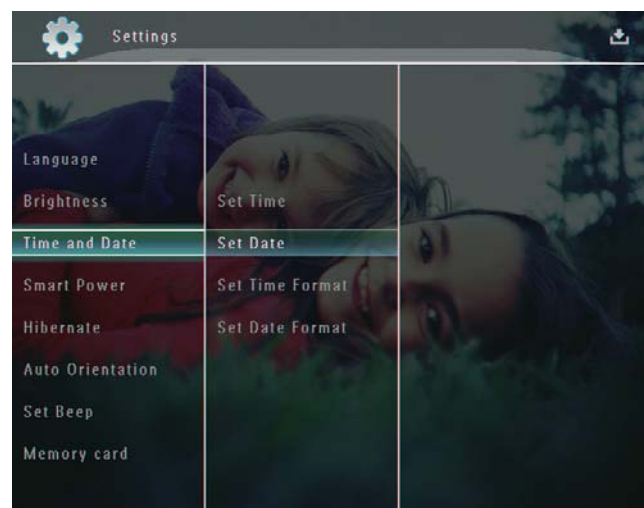 Settings
Language
Brightness
Time and Date
Smart Power
Hibernate
Auto Orientation
Set Beep
Memory card
Set Time
Set Date
Set Time Format
Set Date Format